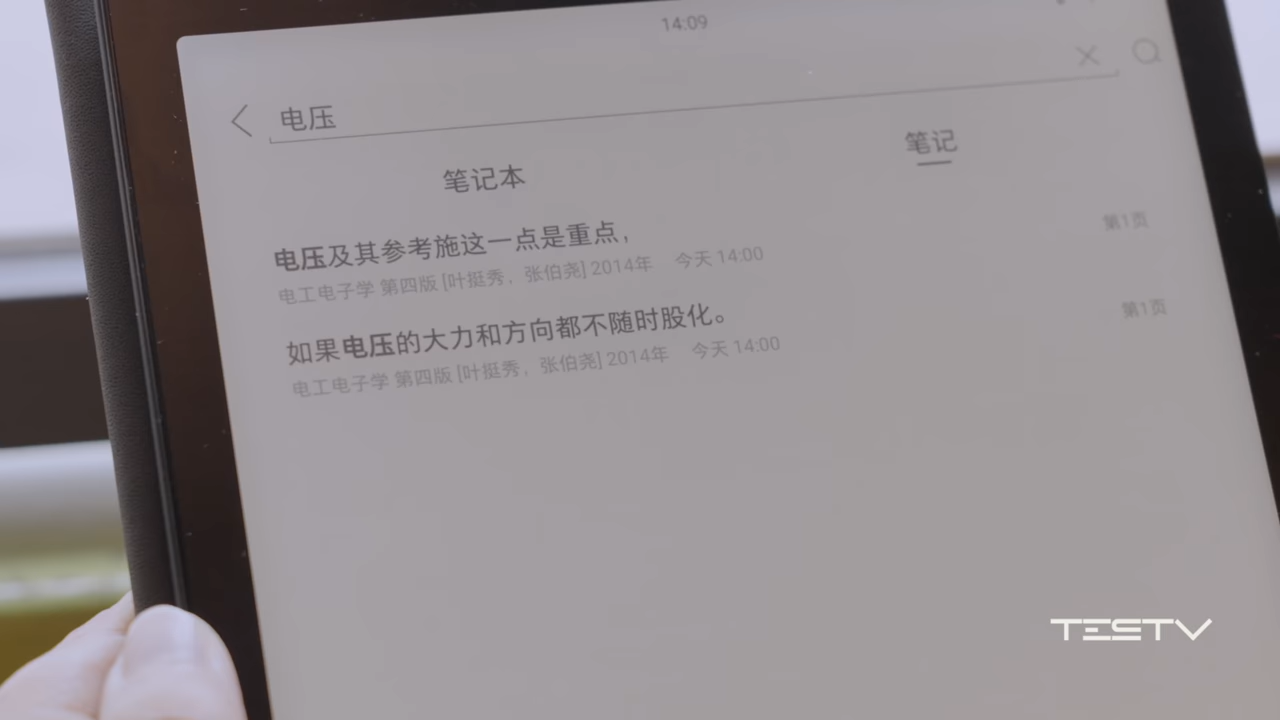 14:09
电压
笔记本
笔记
电压及其参考施这一点是重点，
第1页
电工电子学 第四版 [叶挺秀，张伯尧] 2014年 今天 14:00
如果电压的大力和方向都不随时股化。
第1页
电工电子学 第四版 [叶挺秀，张伯尧] 2014年 今天 14:00
TESTV